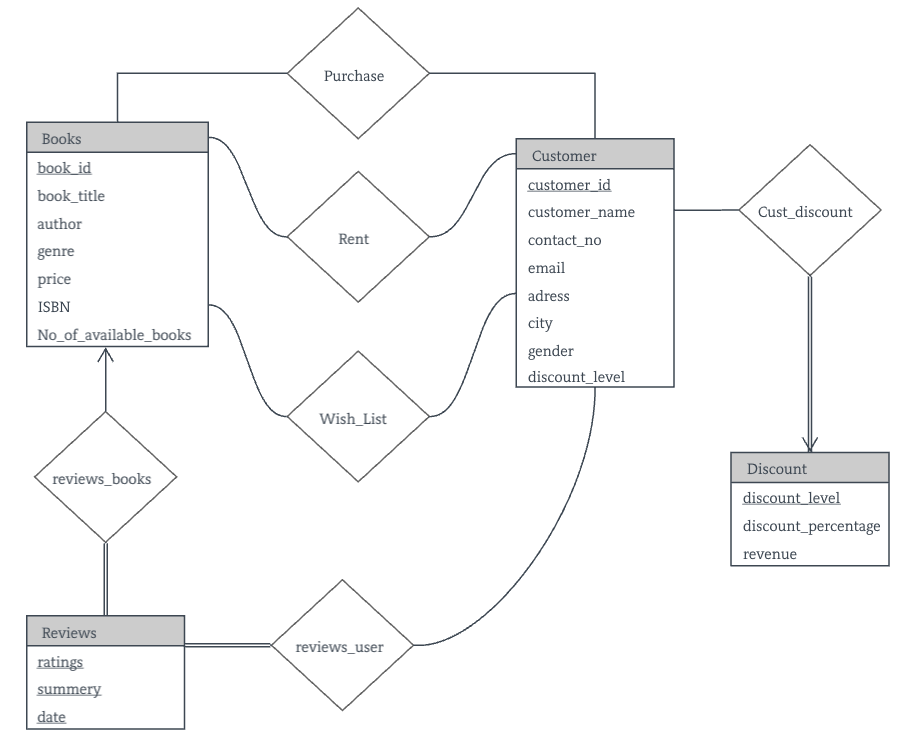 Purchase
Books
book_id
book_title
author
genre
price
ISBN
No_of_available_books
Rent
Wish_List
Customer
customer_id
customer_name
contact_no
email
adress
city
gender
discount_level
Cust_discount
Discount
discount_level
discount_percentage
revenue
reviews_books
Reviews
ratings
summery
date
reviews_user